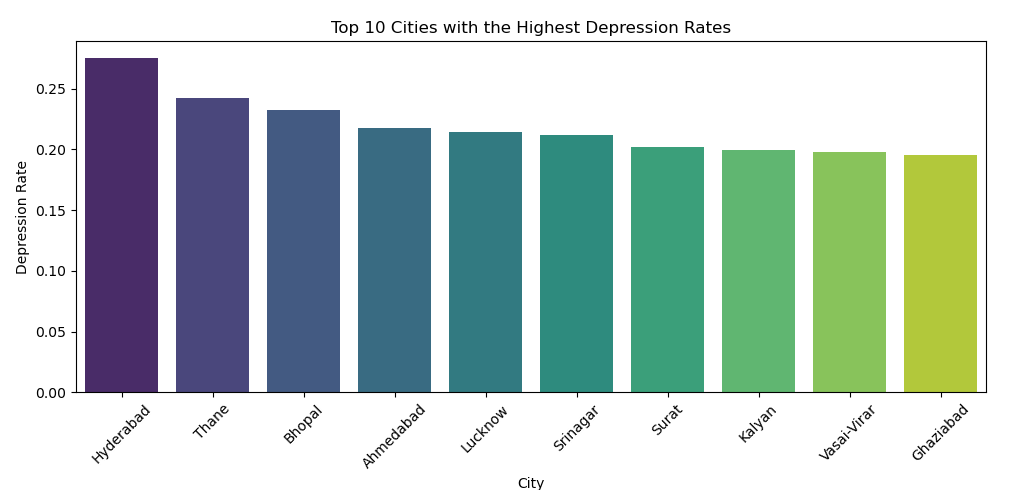 Top 10 Cities with the Highest Depression Rates
Depression Rate
0.25
0.20
0.15
0.10
0.05
0.00
Hyderabad
Thane
Bhopal
Ahmedabad
Lucknow
Srinagar
Surat
Kalyan
Vasai-Virar
Ghaziabad
City